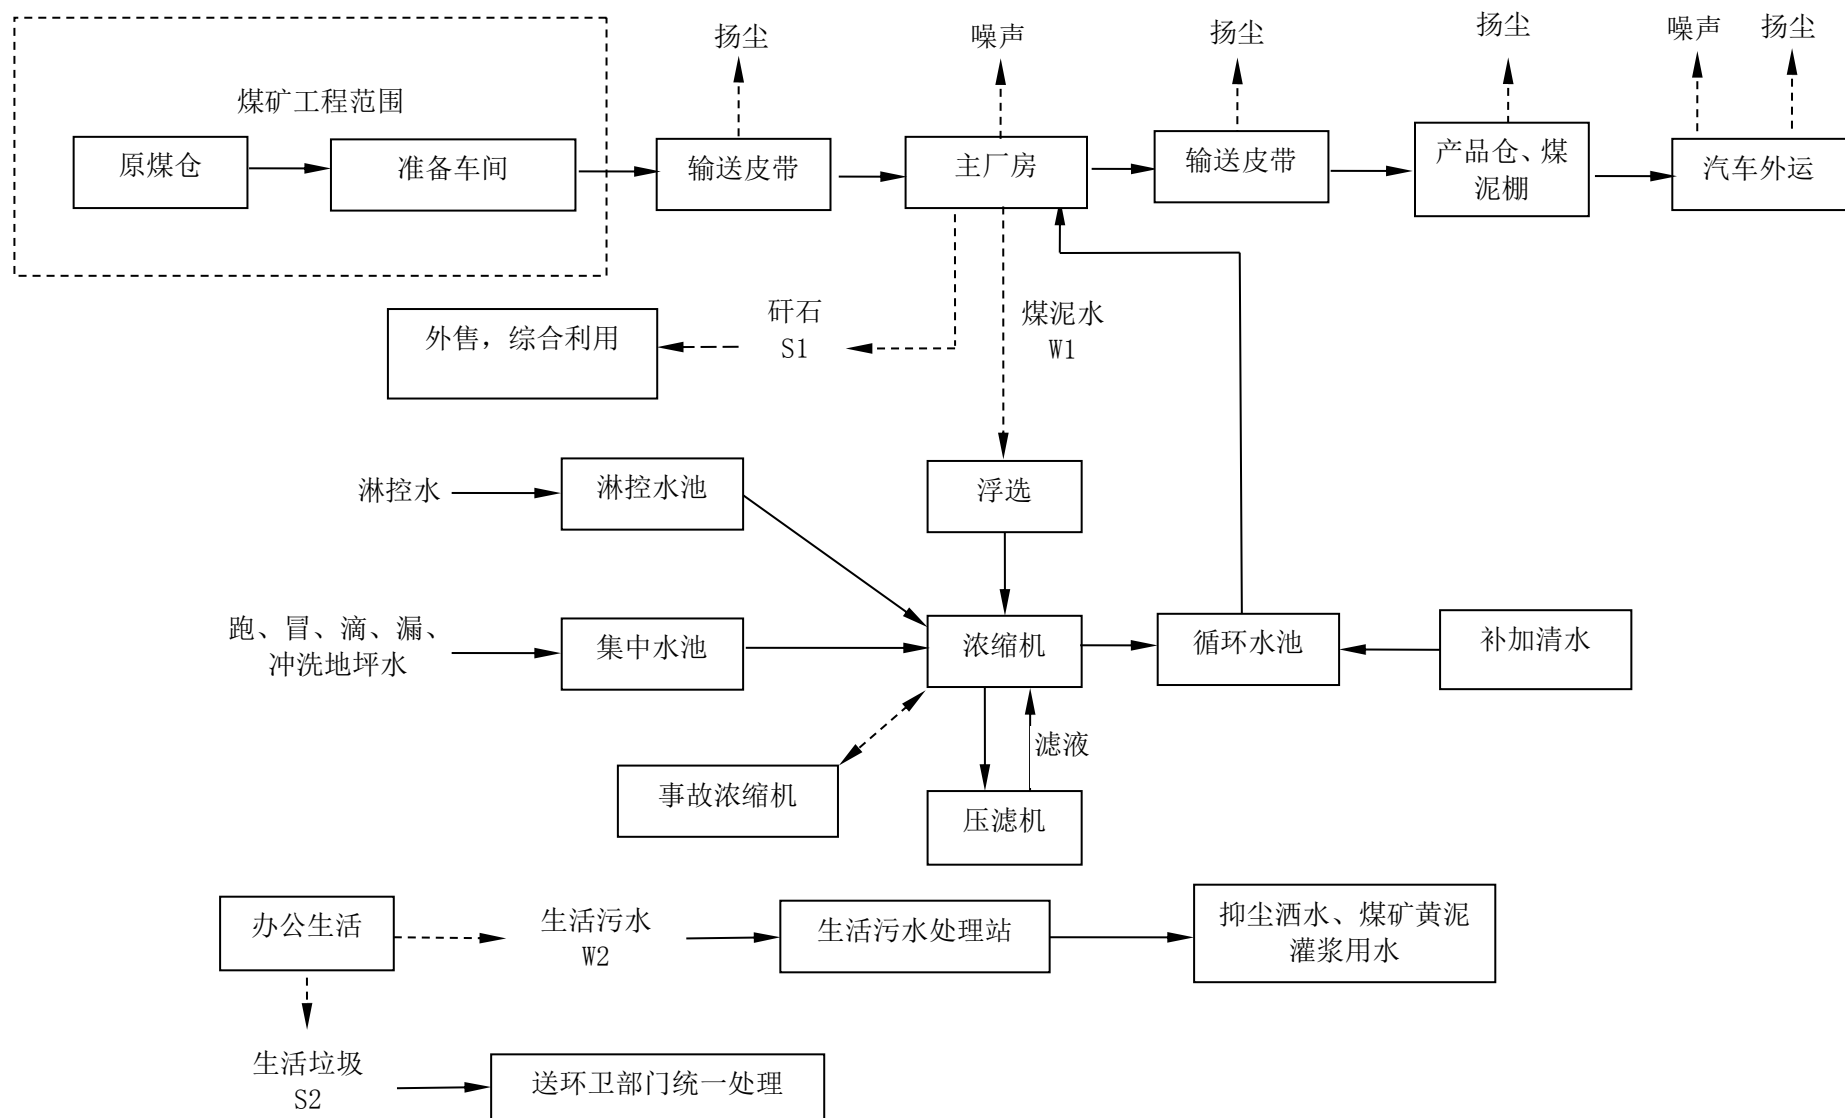 扬尘
噪声
扬尘
扬尘
噪声
扬尘
煤矿工程范围
原煤仓
准备车间
输送皮带
主厂房
输送皮带
产品仓、煤
泥棚
汽车外运
外售，综合利用
矸石
S1
煤泥水
W1
淋控水
淋控水池
浮选
跑、冒、滴、漏、
冲洗地坪水
集中水池
浓缩机
循环水池
补加清水
滤液
事故浓缩机
压滤机
办公生活
生活污水
W2
生活污水处理站
抑尘洒水、煤矿黄泥
灌浆用水
生活垃圾
S2
送环卫部门统一处理